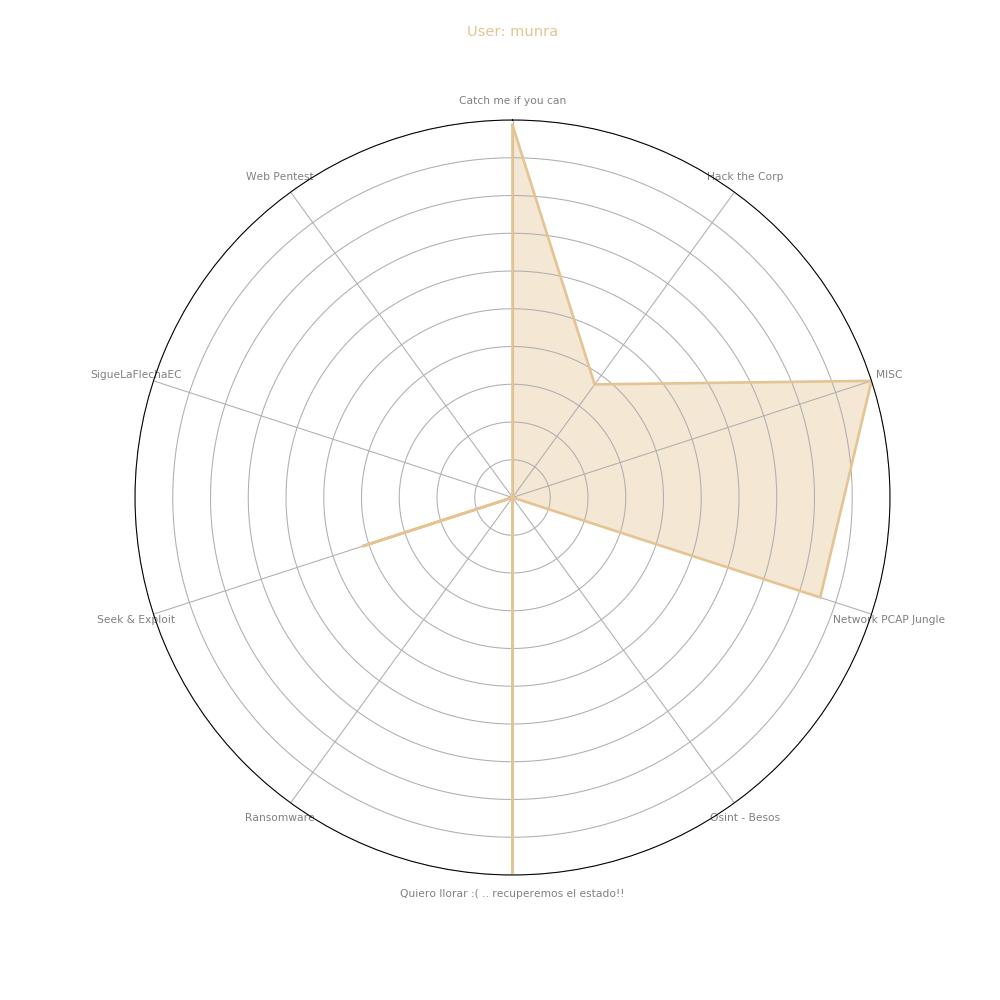 User: munra
Catch me if you can
Web Pentest
Hack the Corp
SigueLaFlechaEC
MISC
Seek & Exploit
Network PCAP Jungle
Ransomware
Osint - Besos
Quiero llorar :( .. recuperemos el estado!!